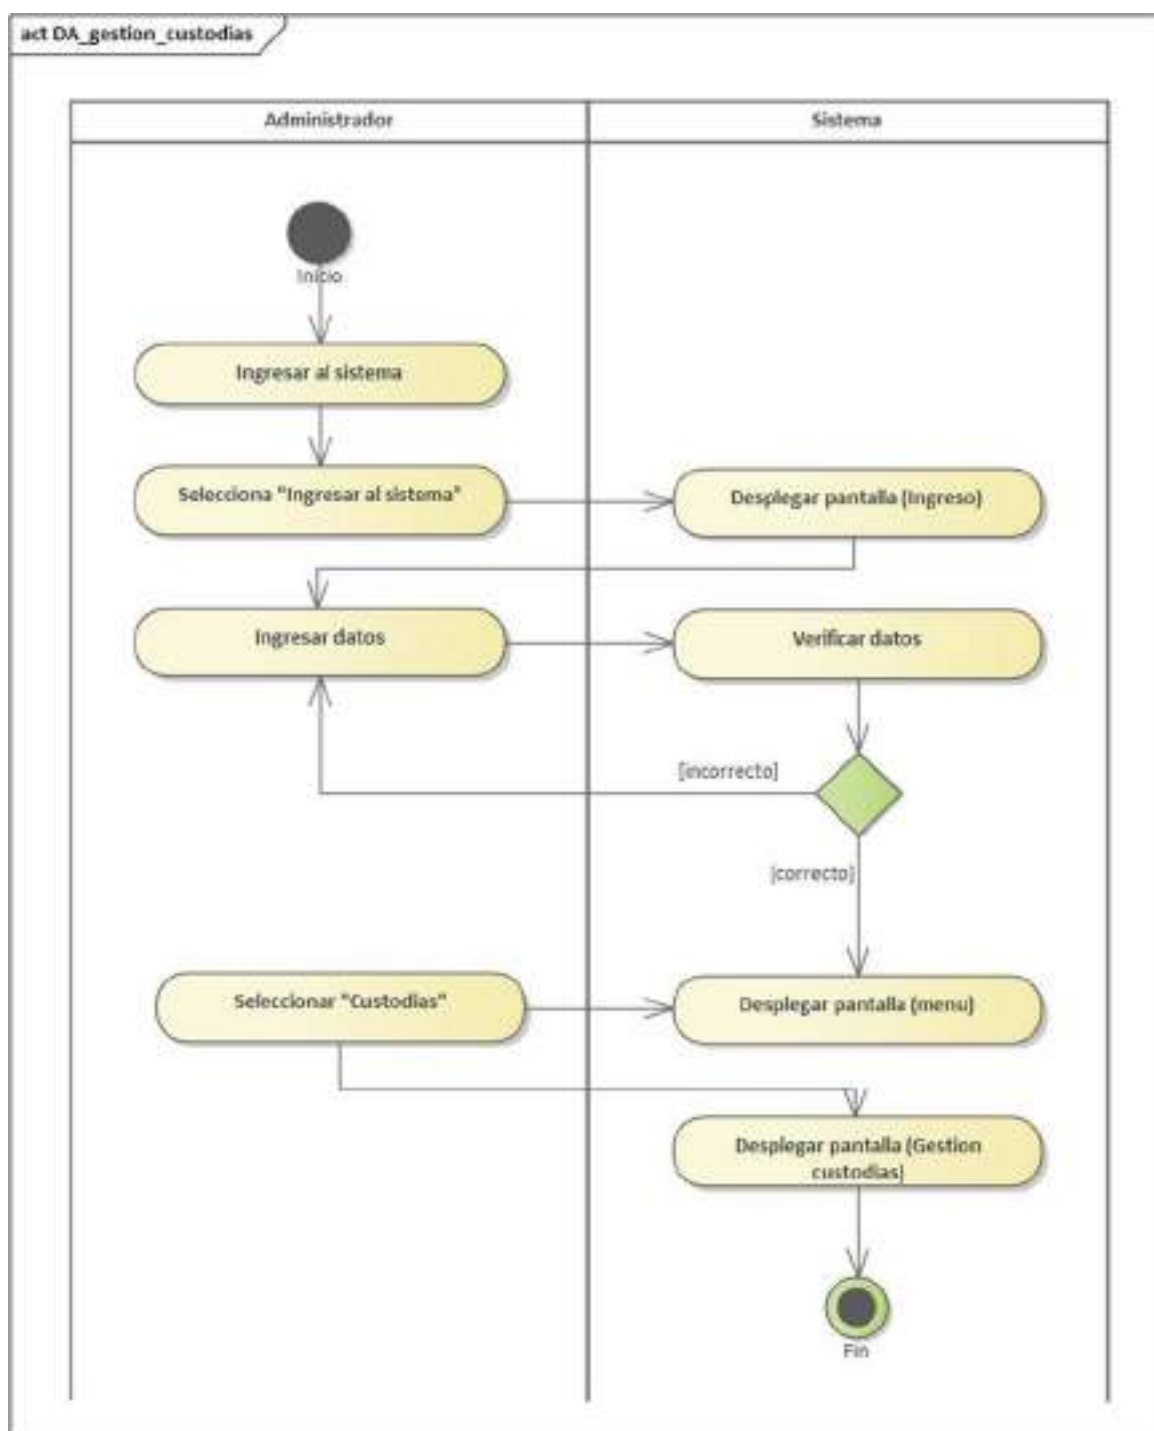 act DA_gestion_custodias
Administrador
Sistema
Inicio
Ingresar al sistema
Selecciona "Ingresar al sistema"
Desplegar pantalla (Ingreso)
Ingresar datos
Verificar datos
[incorrecto]
[correcto]
Seleccionar "Custodias"
Desplegar pantalla (menu)
Desplegar pantalla (Gestion
custodias)
Fin